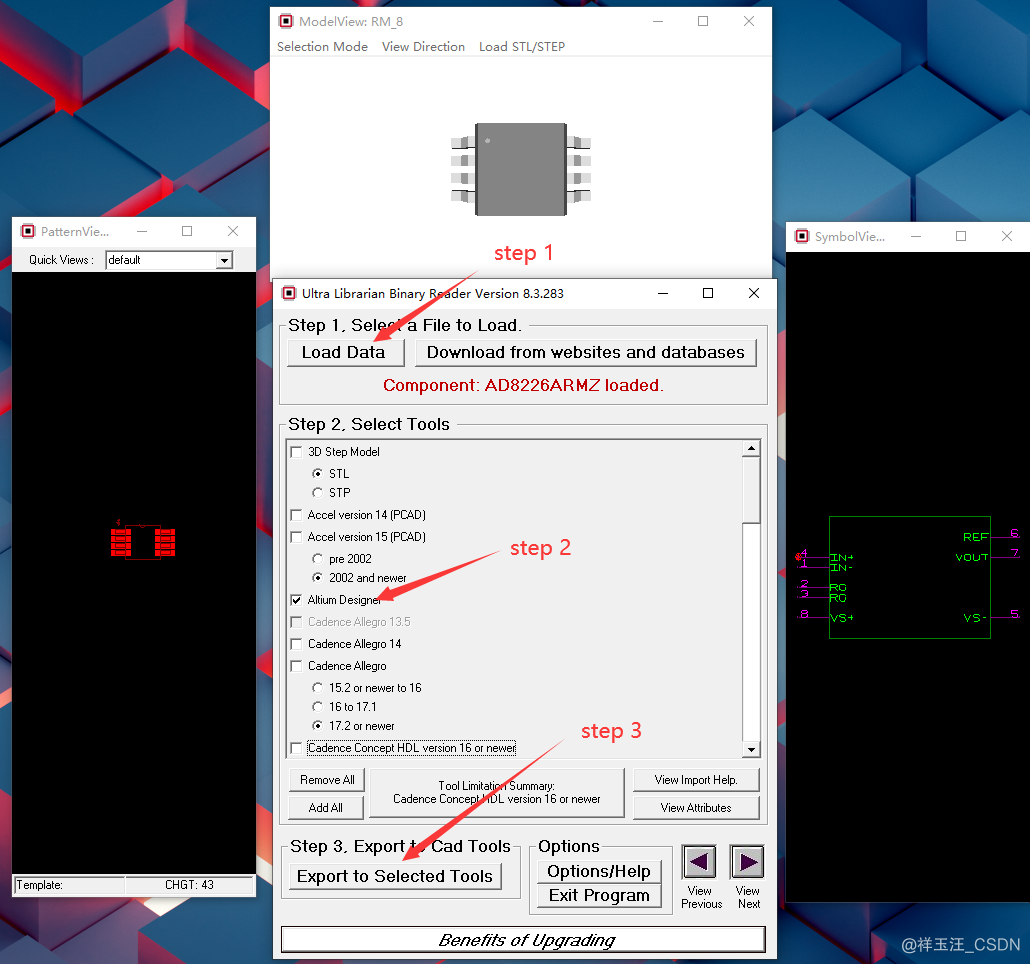 ModelView: RM_8
Selection Mode View Direction Load STL/STEP
step 1
PatternVie...
Quick Views : default
Template: CHGT: 43
Ultra Librarian Binary Reader Version 8.3.283
Step 1, Select a File to Load.
Load Data Download from websites and databases
Component: AD8226ARMZ loaded.
Step 2, Select Tools
3D Step Model
STL
STP
Accel version 14 (PCAD)
Accel version 15 (PCAD)
pre 2002
2002 and newer
step 2
Altium Designer
Cadence Allegro 13.5
Cadence Allegro 14
Cadence Allegro
15.2 or newer to 16
16 to 17.1
17.2 or newer
step 3
Cadence Concept HDL version 16 or newer
Remove All
Add All
Tool Limitation Summary:
Cadence Concept HDL version 16 or newer
View Import Help.
View Attributes
Step 3, Export to Cad Tools
Export to Selected Tools
Options
Options/Help
Exit Program
View Previous
View Next
Benefits of Upgrading
SymbolVie...
REF 6
VOUT 7
4 IN+
1 IN-
2 RG
3 RG
8 VS+
VS- 5
@祥玉汪_CSDN